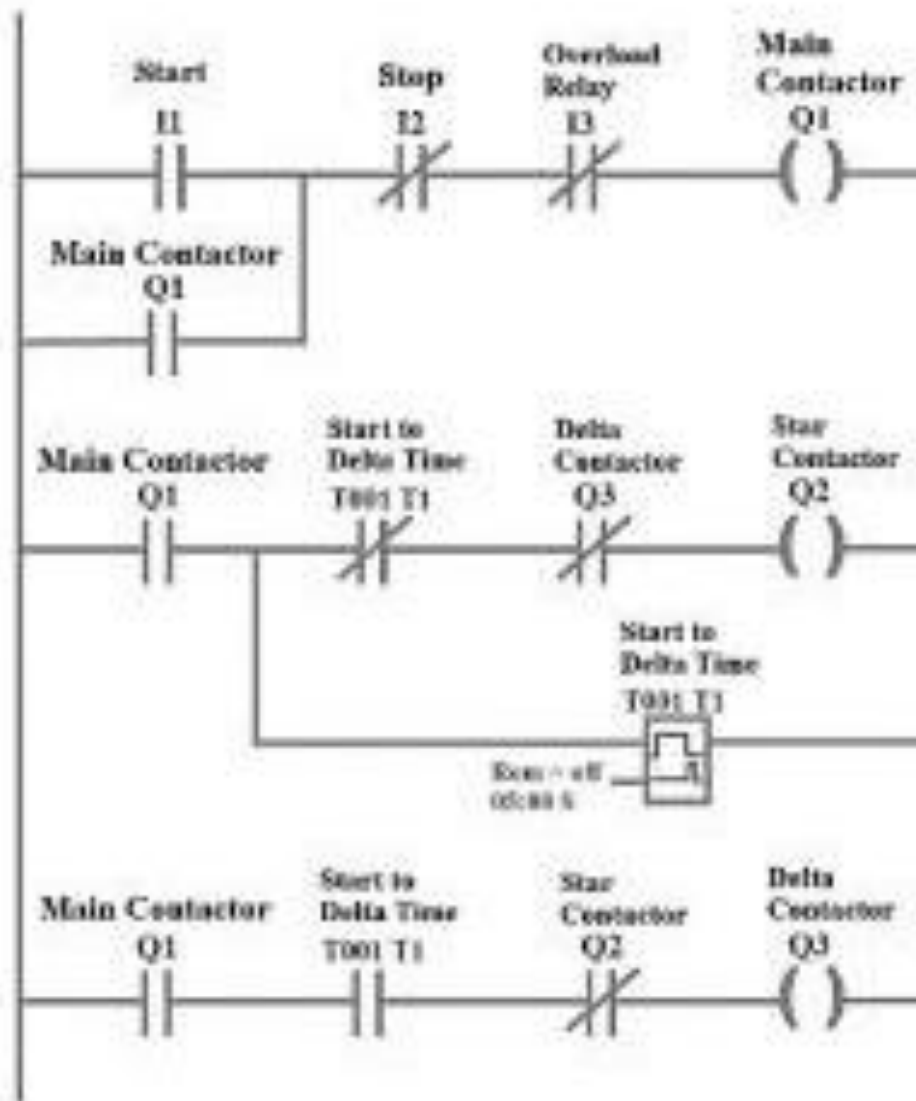 Start
I1
Stop
I2
Overload
Relay
I3
Main
Contactor
Q1
Main Contactor
Q1
Main Contactor
Q1
Start to
Delta Time
T001 T1
Delta
Contactor
Q3
Star
Contactor
Q2
Start to
Delta Time
T001 T1
off
Main Contactor
Q1
Start to
Delta Time
T001 T1
Star
Contactor
Q2
Delta
Contactor
Q3